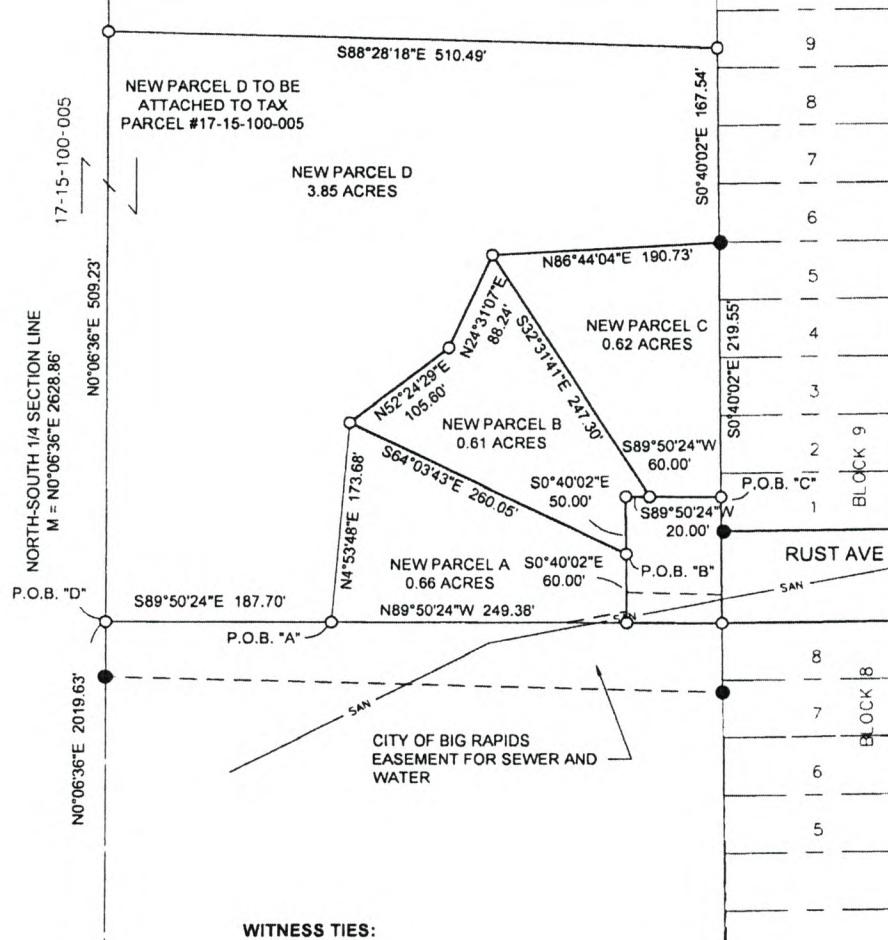 S88°28'18"E 510.49'
NEW PARCEL D TO BE
ATTACHED TO TAX
PARCEL #17-15-100-005
17-15-100-005
NEW PARCEL D
3.85 ACRES
S0°40'02"E 167.54'
9
8
7
6
5
4
3
2
1
BLOCK 9
N86°44'04"E 190.73'
N0°06'36"E 509.23'
NORTH-SOUTH 1/4 SECTION LINE
M = N0°06'36"E 2628.86'
N24°31'07"E
88.24'
S32°31'41"E 247.30'
NEW PARCEL C
0.62 ACRES
S0°40'02"E 219.55'
N52°24'29"E
105.60'
NEW PARCEL B
0.61 ACRES
S64°03'43"E 260.05'
S89°50'24"W
60.00'
S0°40'02"E
50.00'
P.O.B. "C"
S89°50'24"W
20.00'
N4°53'48"E 173.68'
NEW PARCEL A
0.66 ACRES
S0°40'02"E
60.00'
P.O.B. "B"
RUST AVE
SAN
P.O.B. "D"
S89°50'24"E 187.70'
P.O.B. "A"
N89°50'24"W 249.38'
SAN
N0°06'36"E 2019.63'
SAN
CITY OF BIG RAPIDS
EASEMENT FOR SEWER AND
WATER
8
7
6
5
BLOCK 8
WITNESS TIES: